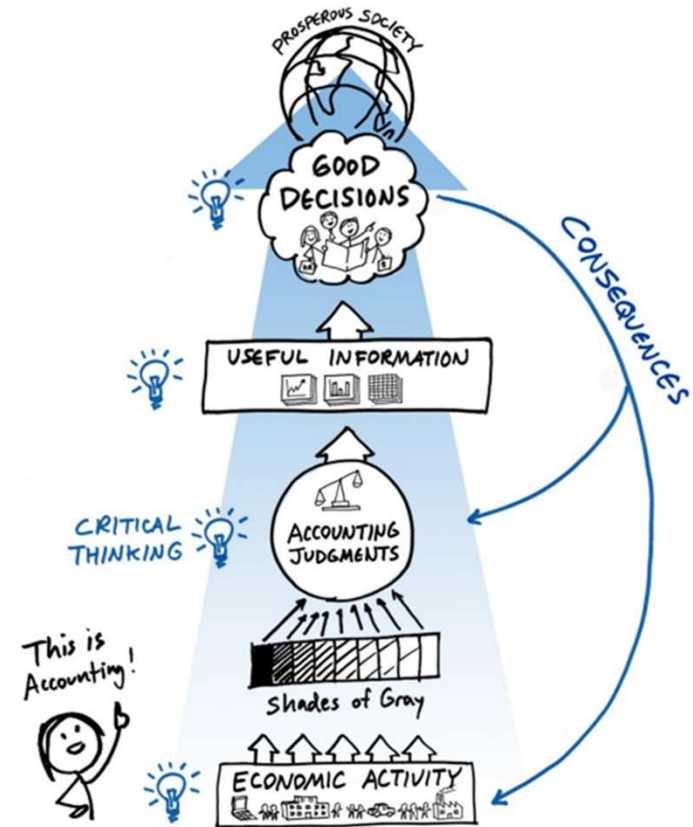 PROSPEROUS SOCIETY
GOOD
DECISIONS
CONSEQUENCES
USEFUL INFORMATION
CRITICAL
THINKING
ACCOUNTING
JUDGMENTS
This is
Accounting!
Shades of Gray
ECONOMIC ACTIVITY